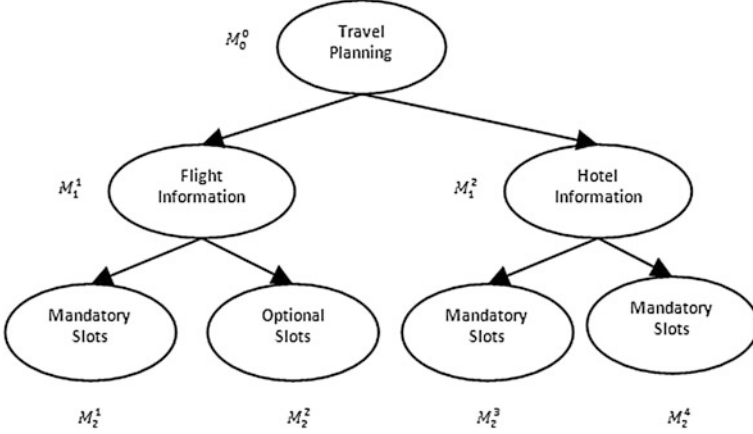 Travel
Planning
M_0^0
Flight
Information
M_1^1
Hotel
Information
M_1^2
Mandatory
Slots
Optional
Slots
Mandatory
Slots
Mandatory
Slots
M_2^1
M_2^2
M_2^3
M_2^4